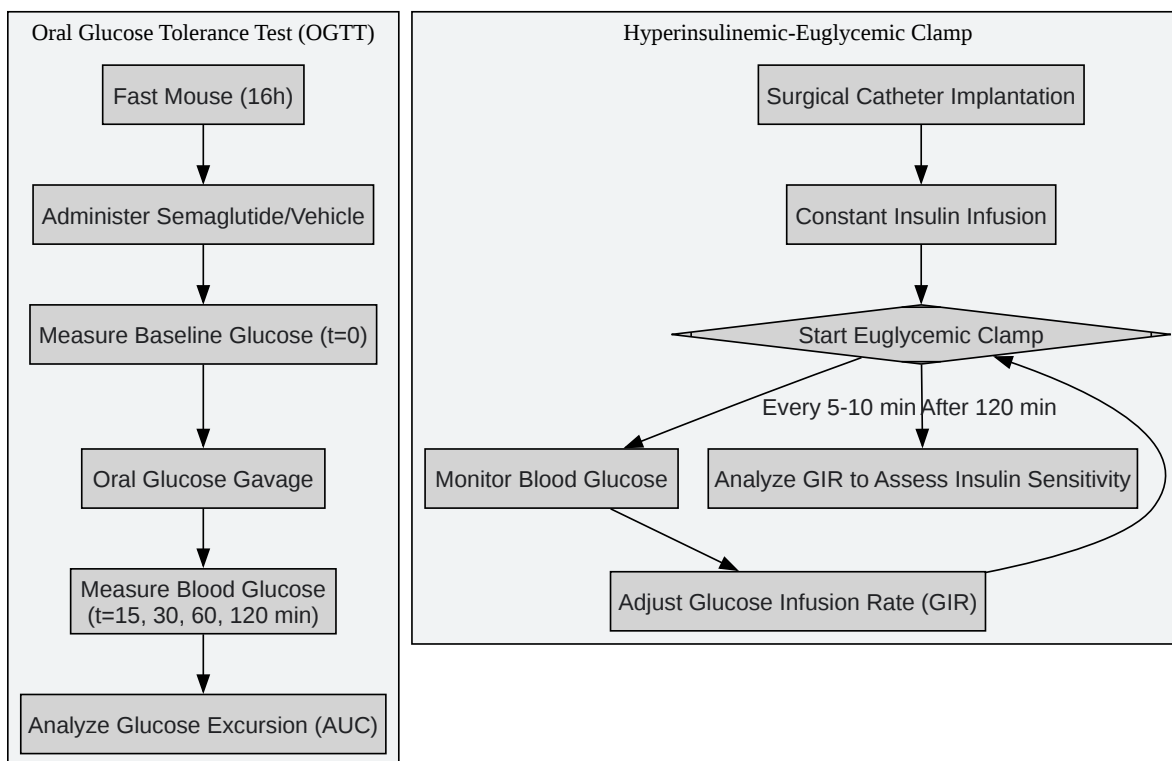 Oral Glucose Tolerance Test (OGTT)
Fast Mouse (16h)
Administer Semaglutide/Vehicle
Measure Baseline Glucose (t=0)
Oral Glucose Gavage
Measure Blood Glucose
(t=15, 30, 60, 120 min)
Analyze Glucose Excursion (AUC)
Hyperinsulinemic-Euglycemic Clamp
Surgical Catheter Implantation
Constant Insulin Infusion
Start Euglycemic Clamp
Every 5-10 min
After 120 min
Monitor Blood Glucose
Analyze GIR to Assess Insulin Sensitivity
Adjust Glucose Infusion Rate (GIR)